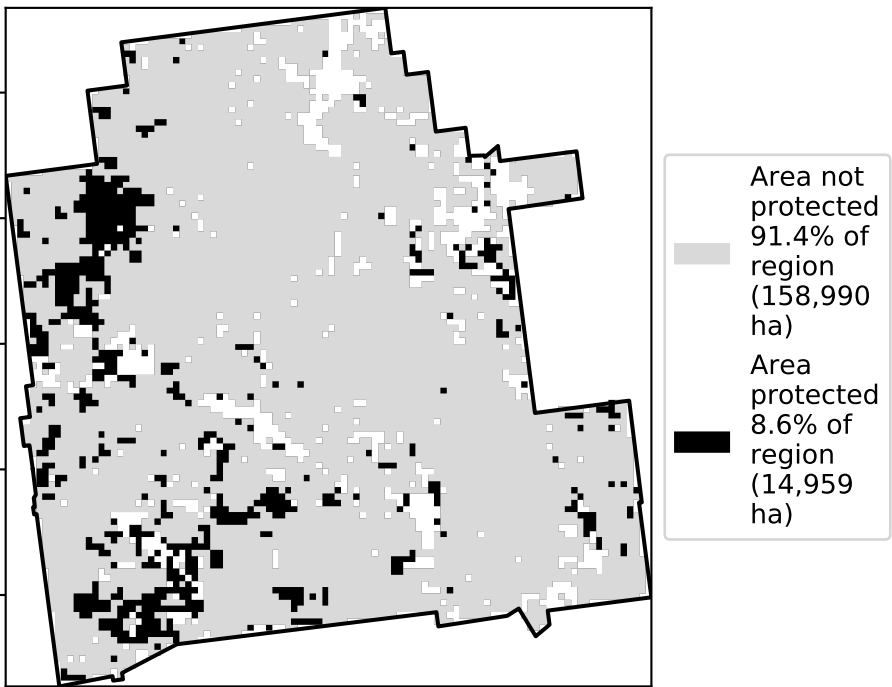 Area not
protected
91.4% of
region
(158,990
ha)
Area
protected
8.6% of
region
(14,959
ha)